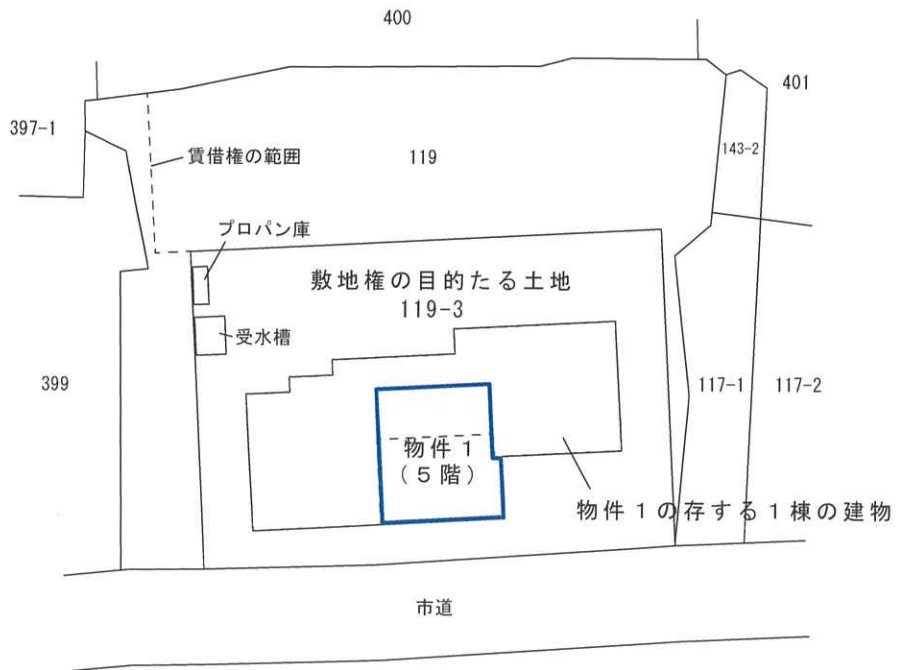 400
401
397-1
賃借権の範囲
119
143-2
プロパン庫
敷地権の目的たる土地
119-3
受水槽
399
117-1
117-2
物件1
(5階)
物件1の存する1棟の建物
市道